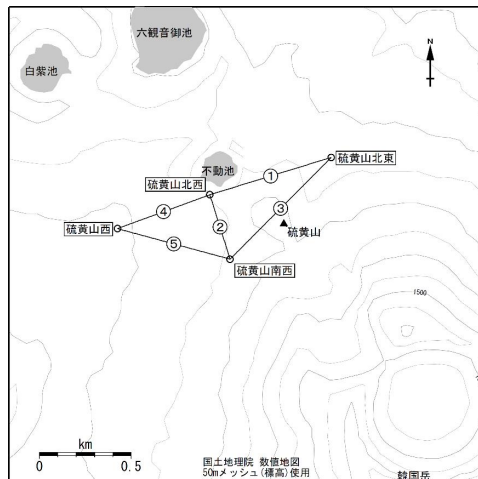 六観音御池
白紫池
N
不動池
硫黄山北東
①
硫黄山北西
④
③
②
硫黄山
硫黄山西
⑤
硫黄山南西
1500
km
0 0.5
国土地理院 数値地図
50mメッシュ(標高)使用
韓国岳